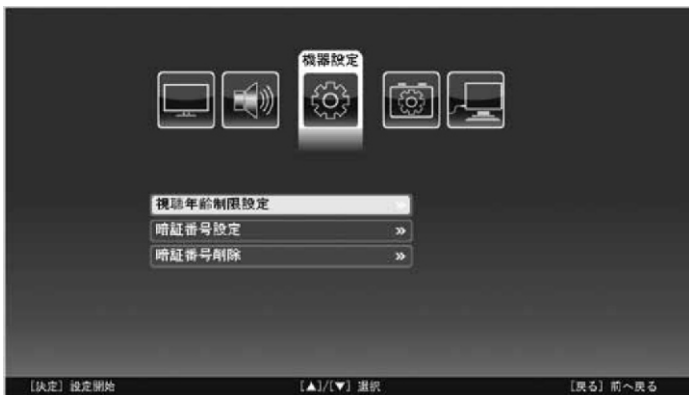 機器設定
視聴年齢制限設定
暗証番号設定 »
暗証番号削除 »
[決定] 設定開始 [▲]/[▼] 選択 [戻る] 前へ戻る